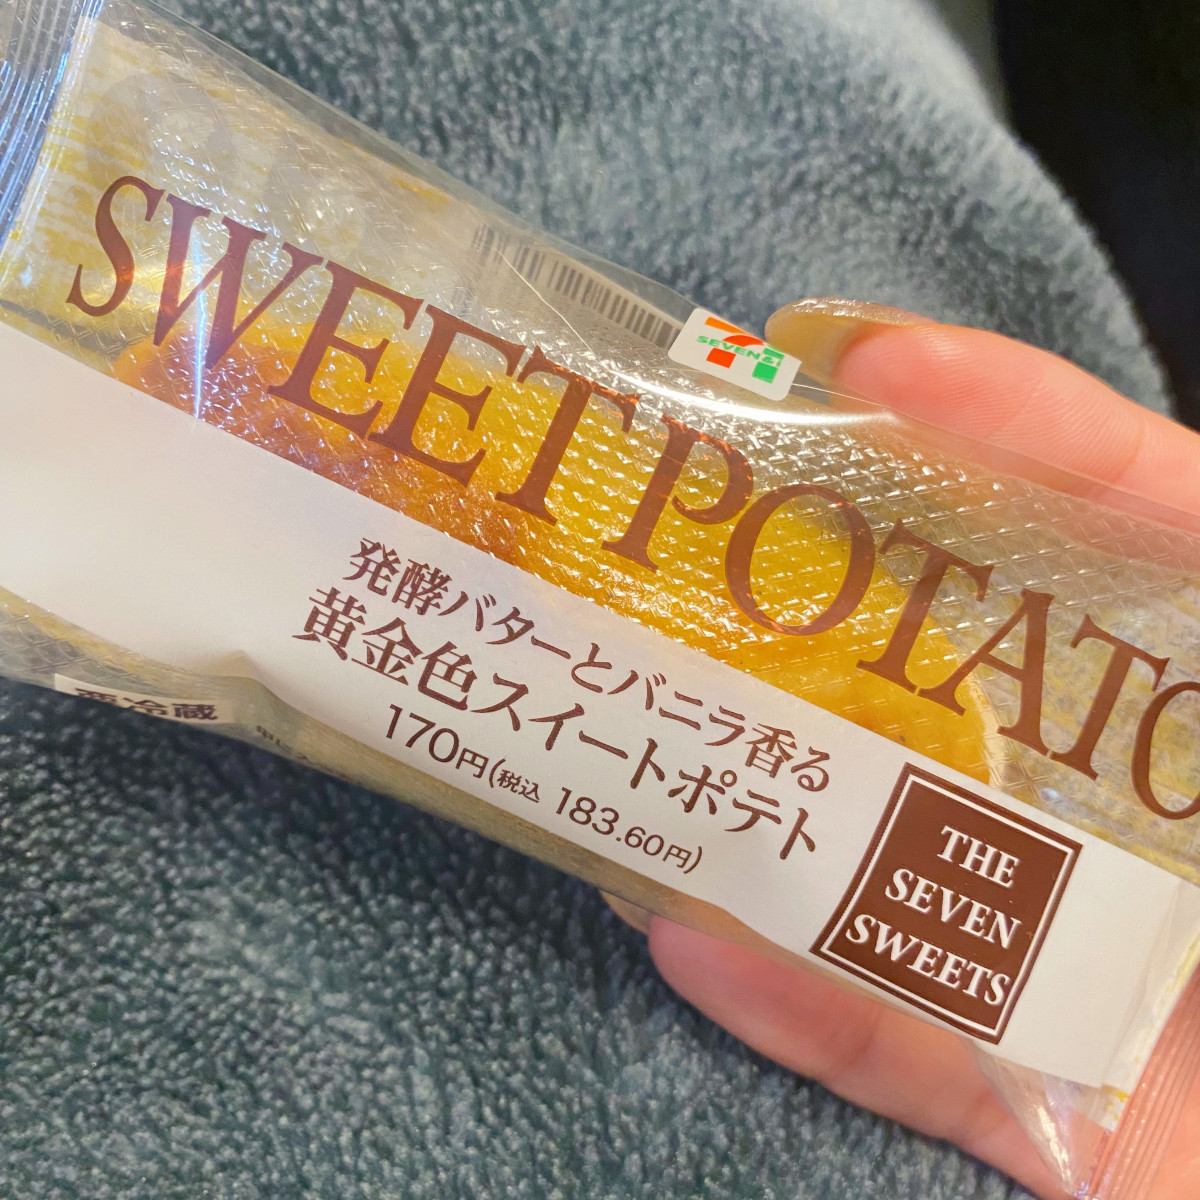 SWEET POTATO
SEVEN&i
発酵バターとバニラ香る
黄金色スイートポテト
170円(税込 183.60円)
要冷蔵
THE
SEVEN
SWEETS